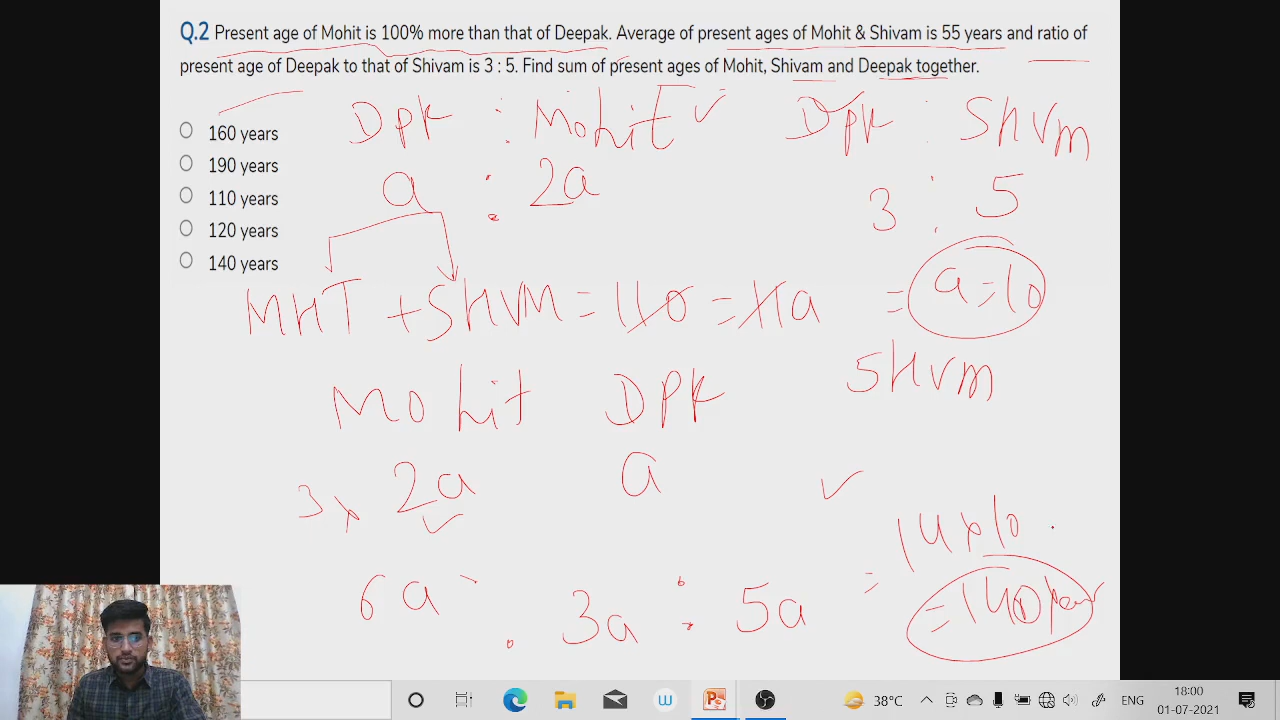 Q.2 Present age of Mohit is 100% more than that of Deepak. Average of present ages of Mohit & Shivam is 55 years and ratio of
present age of Deepak to that of Shivam is 3 : 5. Find sum of present ages of Mohit, Shivam and Deepak together.
160 years
190 years
110 years
120 years
140 years
Dpk : Mohit
a : 2a
Dpk : SHVM
3 : 5
MHT + SHVM = 110 = 11a = a = 10
Mohit DPK SHVM
3 x 2a a
6a : 3a : 5a
= 14 x 10
= 140 year
38°C ENG 18:00
01-07-2021